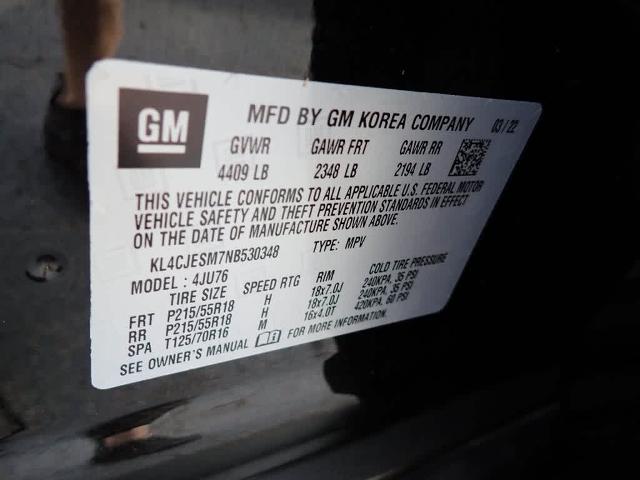 GM
MFD BY GM KOREA COMPANY 03/22
GVWR GAWR FRT GAWR RR
4409 LB 2348 LB 2194 LB
THIS VEHICLE CONFORMS TO ALL APPLICABLE U.S. FEDERAL MOTOR
VEHICLE SAFETY AND THEFT PREVENTION STANDARDS IN EFFECT
ON THE DATE OF MANUFACTURE SHOWN ABOVE.
KL4CJESM7NB530348 TYPE: MPV
MODEL: 4JU76
TIRE SIZE SPEED RTG RIM COLD TIRE PRESSURE
FRT P215/55R18 H 18x7.0J 240KPA, 35 PSI
RR P215/55R18 H 18x7.0J 240KPA, 35 PSI
SPA T125/70R16 M 16x4.0T 420KPA, 60 PSI
SEE OWNER'S MANUAL FOR MORE INFORMATION.